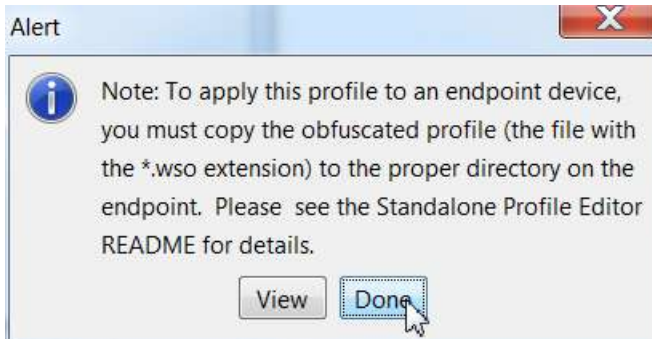 Alert
Note: To apply this profile to an endpoint device,
you must copy the obfuscated profile (the file with
the *.wso extension) to the proper directory on the
endpoint.  Please  see the Standalone Profile Editor
README for details.
View Done